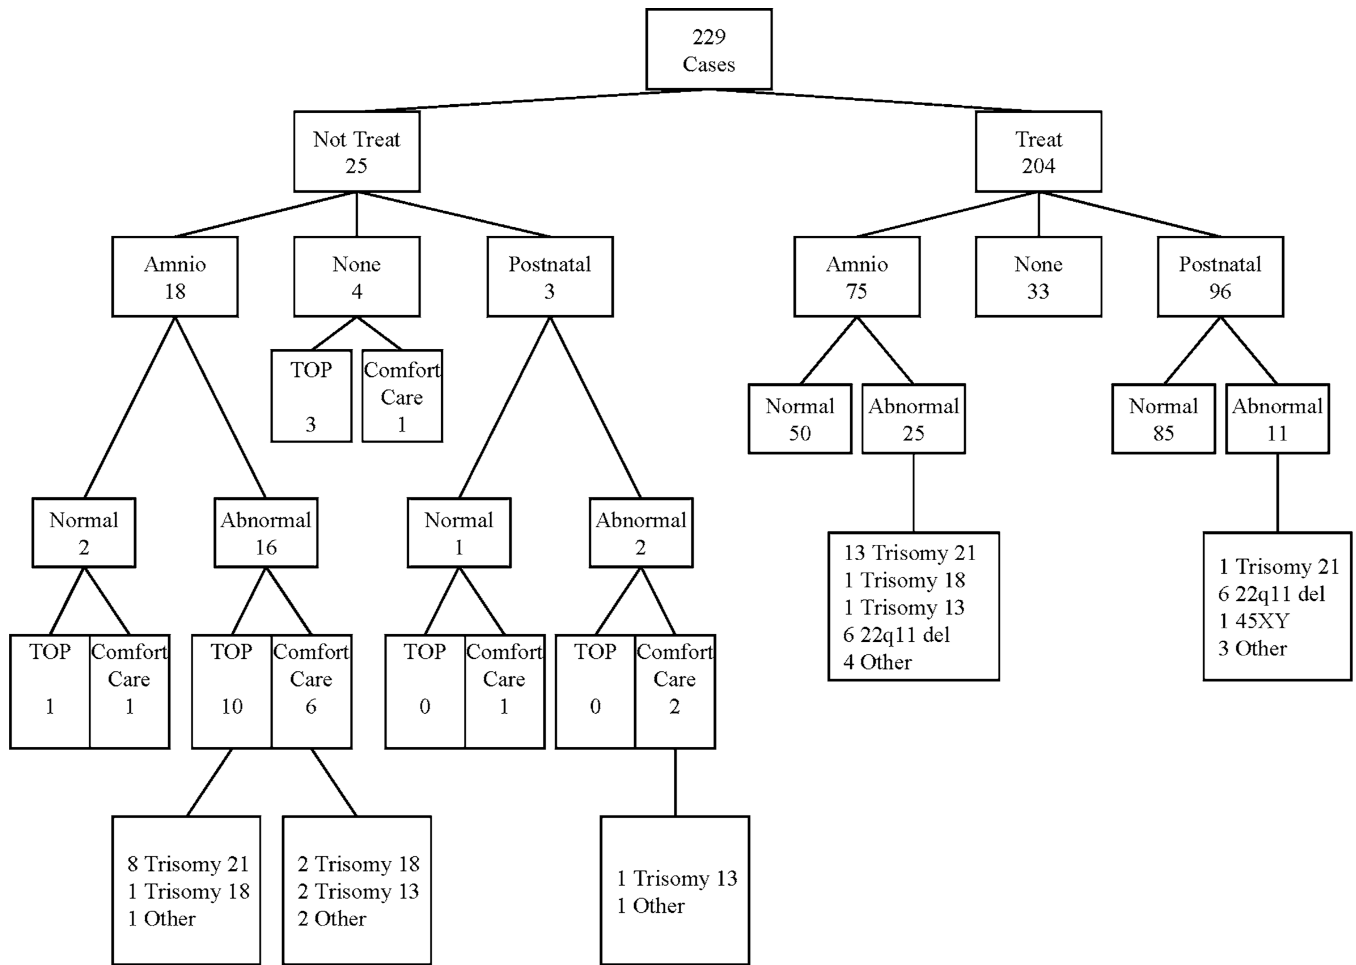 229
Cases
Not Treat
25
Treat
204
Amnio
18
None
4
Postnatal
3
Amnio
75
None
33
Postnatal
96
TOP
3
Comfort
Care
1
Normal
50
Abnormal
25
Normal
85
Abnormal
11
Normal
2
Abnormal
16
Normal
1
Abnormal
2
13 Trisomy 21
1 Trisomy 18
1 Trisomy 13
6 22q11 del
4 Other
1 Trisomy 21
6 22q11 del
1 45XY
3 Other
TOP
1
Comfort
Care
1
TOP
10
Comfort
Care
6
TOP
0
Comfort
Care
1
TOP
0
Comfort
Care
2
8 Trisomy 21
1 Trisomy 18
1 Other
2 Trisomy 18
2 Trisomy 13
2 Other
1 Trisomy 13
1 Other